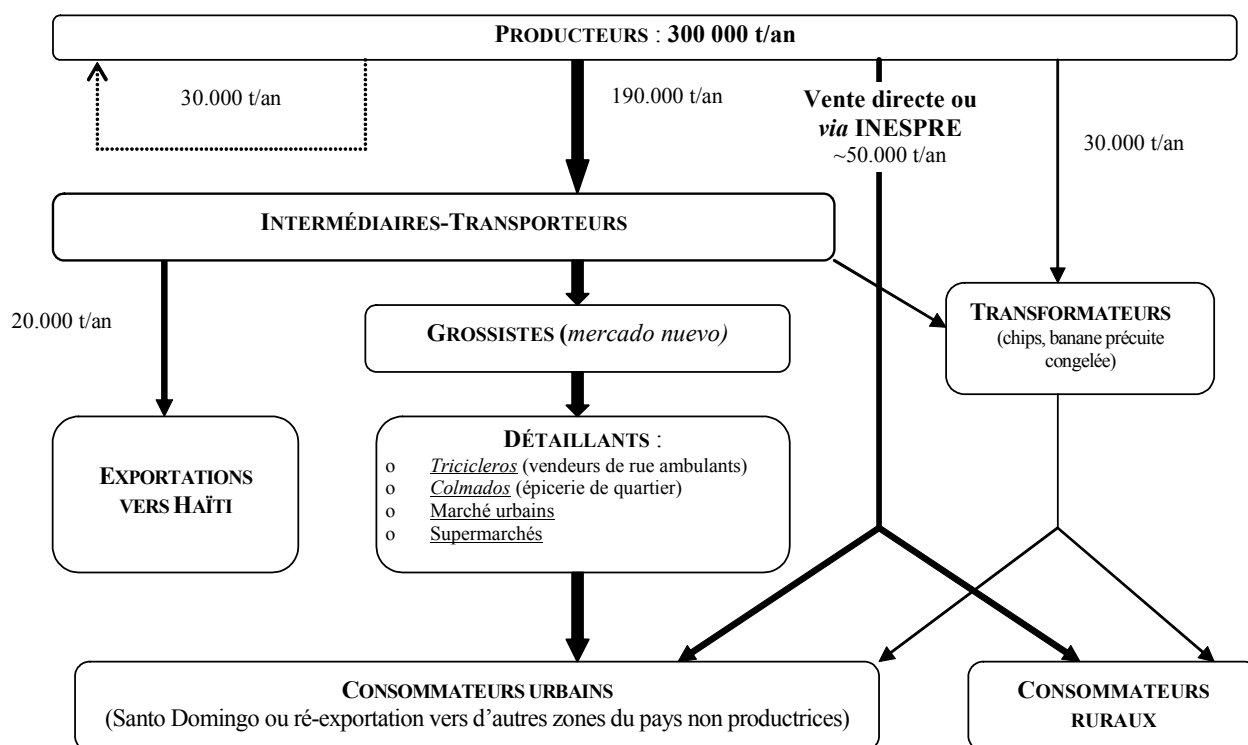 PRODUCTEURS : 300 000 t/an
30.000 t/an
190.000 t/an
Vente directe ou
via INESPRE
~50.000 t/an
30.000 t/an
INTERMÉDIAIRES-TRANSPORTEURS
20.000 t/an
GROSSISTES (mercado nuevo)
TRANSFORMATEURS
(chips, banane précuite
congelée)
EXPORTATIONS
VERS HAÏTI
DÉTAILLANTS :
o Tricicleros (vendeurs de rue ambulants)
o Colmados (épicerie de quartier)
o Marché urbains
o Supermarchés
CONSOMMATEURS URBAINS
(Santo Domingo ou ré-exportation vers d'autres zones du pays non productrices)
CONSOMMATEURS
RURAUX